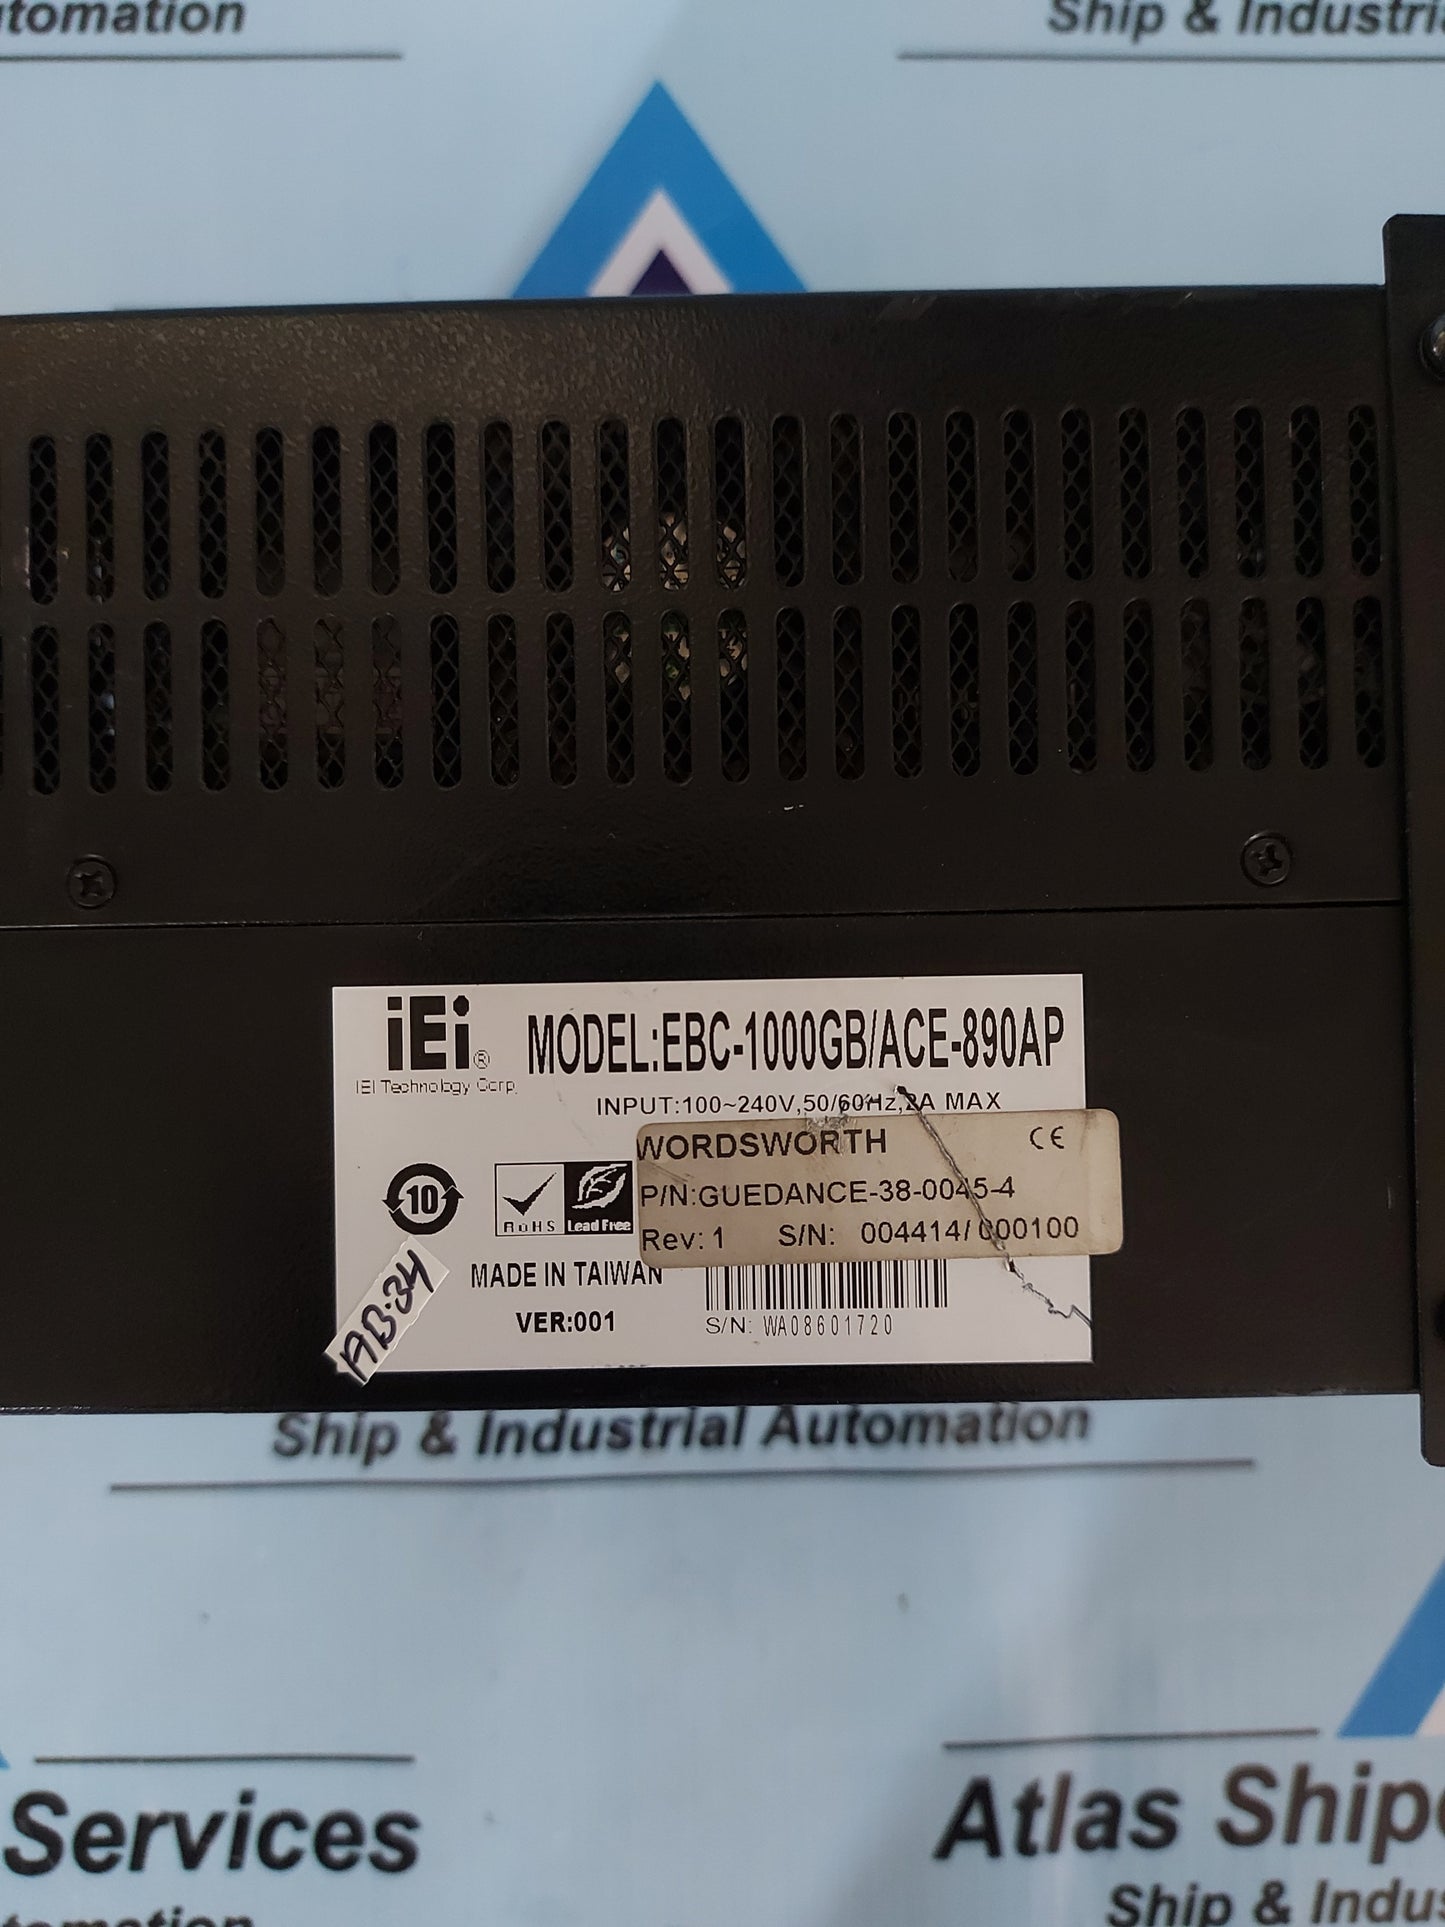 tomation
Ship & Industri
iEi®
IEI Technology Corp.
MODEL:EBC-1000GB/ACE-890AP
INPUT:100~240V,50/60Hz,2A MAX
WORDSWORTH CE
P/N:GUEDANCE-38-0045-4
Rev: 1 S/N: 004414/000100
10
RoHS Lead Free
MADE IN TAIWAN
VER:001
S/N: WA08601720
AB:34
Ship & Industrial Automation
Services
Atlas Ship
Ship & Indus
tomation